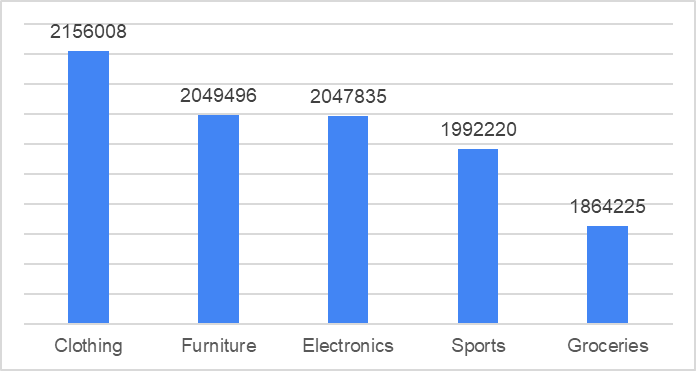 2156008
2049496
2047835
1992220
1864225
Clothing
Furniture
Electronics
Sports
Groceries